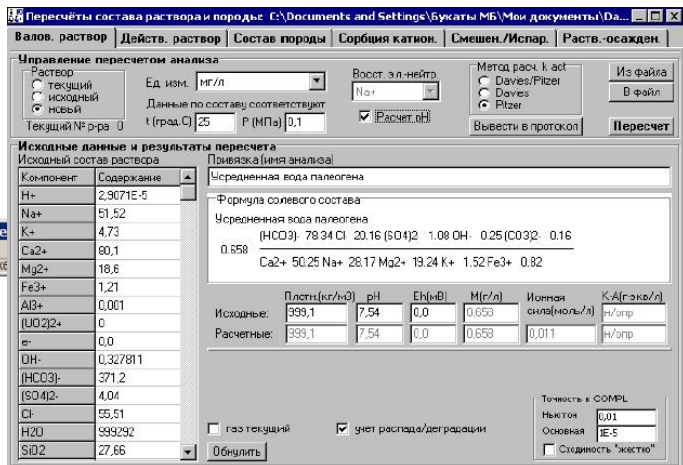 Пересчёты состава раствора и породы: C:\Documents and Settings\Букаты МБ\Мои документы\Da...
Валов. раствор Действ. раствор Состав породы Сорбция катион. Смешен./Испар. Раств.-осажден.
Управление пересчетом анализа
Раствор
текущий
исходный
новый
Текущий № р-ра 0
Ед. изм. мг/л
Данные по составу соответствуют
t (град.C) 25 P (МПа) 0,1
Восст. эл.-нейтр.
Na+
Расчет pH
Метод расч. k act
Davies/Pitzer
Davies
Pitzer
Вывести в протокол
Из файла
В файл
Пересчет
Исходные данные и результаты пересчета
Исходный состав раствора
Компонент Содержание
H+ 2,9071E-5
Na+ 51,52
K+ 4,73
Ca2+ 80,1
Mg2+ 18,6
Fe3+ 1,21
Al3+ 0,001
(UO2)2+ 0
e- 0,0
OH- 0,327811
(HCO3)- 371,2
(SO4)2- 4,04
Cl- 55,51
H2O 999292
SiO2 27,66
Привязка (имя анализа)
Усредненная вода палеогена
Формула солевого состава
Усредненная вода палеогена
(HCO3)- 78.34 Cl- 20.16 (SO4)2- 1.08 OH- 0.25 (CO3)2- 0.16
0.658
Ca2+ 50.25 Na+ 28.17 Mg2+ 19.24 K+ 1.52 Fe3+ 0.82
Плотн.(кг/м3) pH Eh(мВ) M(г/л) Ионная сила(моль/л) К-А(г-экв/л)
Исходные: 999,1 7,54 0,0 0,658 н/опр
Расчетные: 999,1 7,54 0,0 0,658 0,011 н/опр
газ текущий
учет распада/деградации
Обнулить
Точность в COMPL
Ньютон 0,01
Основная 1E-5
Сходимость "жестко"